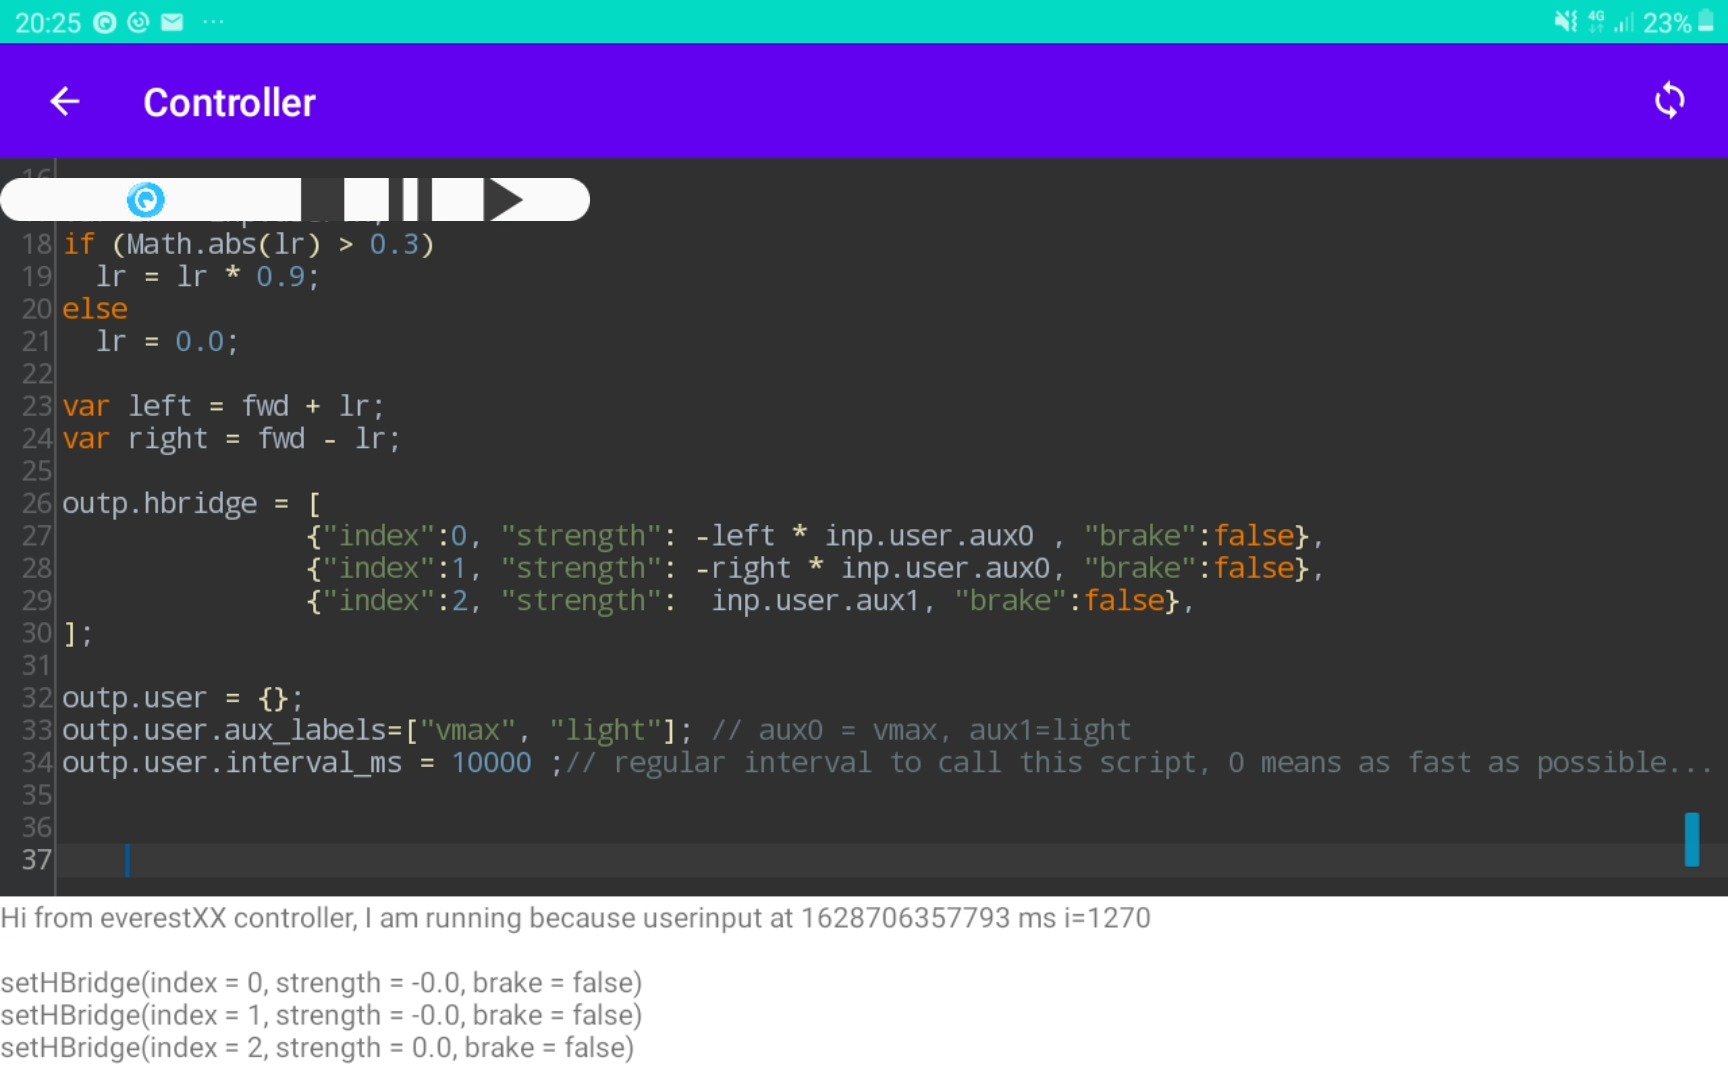 20:25 ... 4G 23%
Controller
16
18 if (Math.abs(lr) > 0.3)
19 lr = lr * 0.9;
20 else
21 lr = 0.0;
22
23 var left = fwd + lr;
24 var right = fwd - lr;
25
26 outp.hbridge = [
27 {"index":0, "strength": -left * inp.user.aux0 , "brake":false},
28 {"index":1, "strength": -right * inp.user.aux0, "brake":false},
29 {"index":2, "strength": inp.user.aux1, "brake":false},
30 ];
31
32 outp.user = {};
33 outp.user.aux_labels=["vmax", "light"]; // aux0 = vmax, aux1=light
34 outp.user.interval_ms = 10000 ;// regular interval to call this script, 0 means as fast as possible...
35
36
37
Hi from everestXX controller, I am running because userinput at 1628706357793 ms i=1270
setHBridge(index = 0, strength = -0.0, brake = false)
setHBridge(index = 1, strength = -0.0, brake = false)
setHBridge(index = 2, strength = 0.0, brake = false)